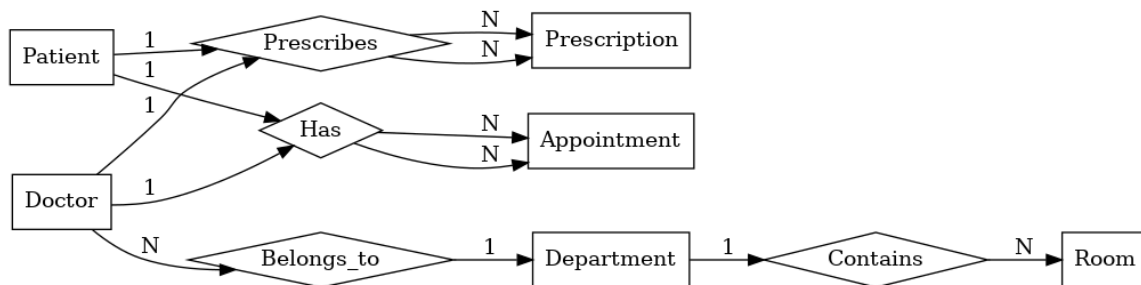 Patient
1
1
1
Prescribes
N
N
Prescription
Has
N
N
Appointment
Doctor
1
N
Belongs_to
1
Department
1
Contains
N
Room